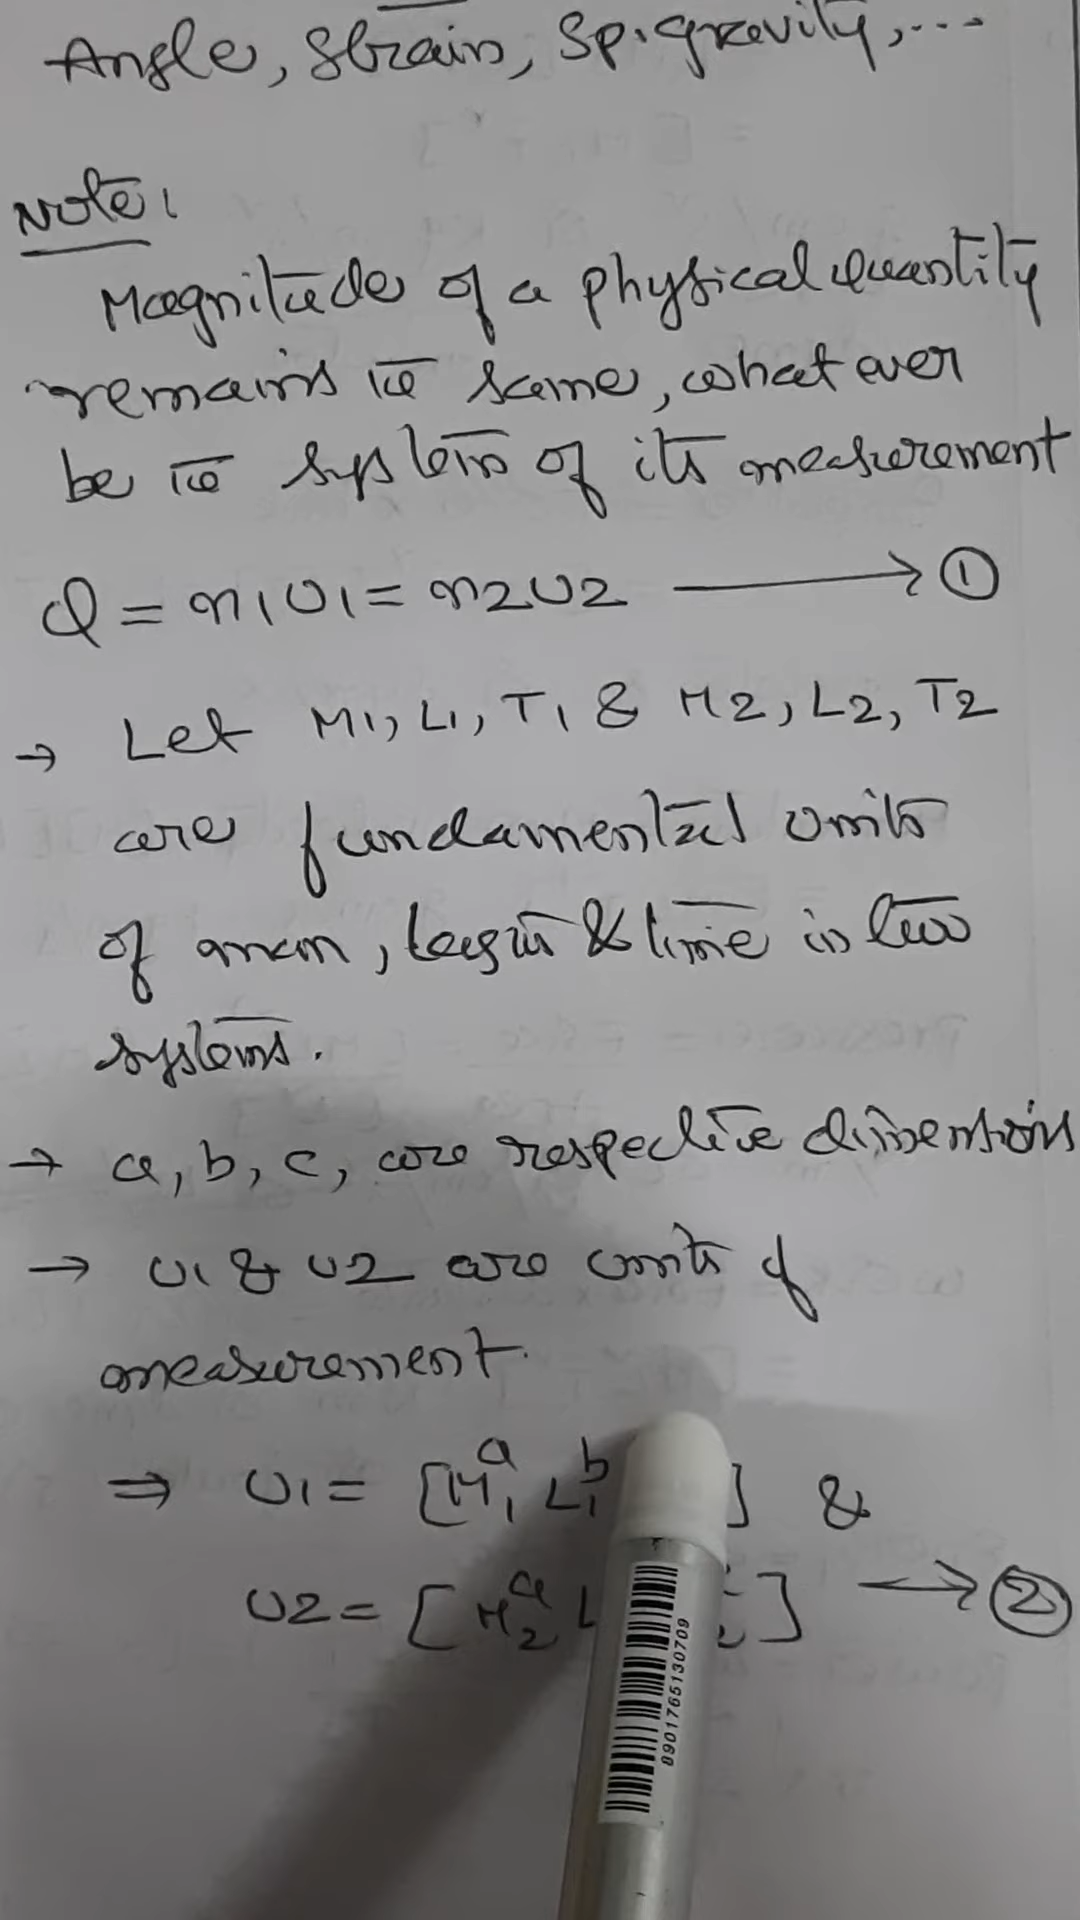 Angle, Strain, Sp.gravity,...
Note:
Magnitude of a physical quantity
remains the same, whatever
be the system of its measurement
Q = n1U1 = n2U2 → ①
→ Let M1, L1, T1 & M2, L2, T2
are fundamental units
of mass, length & time in two
systems.
→ a, b, c, are respective dimensions
→ U1 & U2 are units of
measurement.
⇒ U1 = [M1^a L1^b ] &
U2 = [M2^a L ] → ②
8901765130709